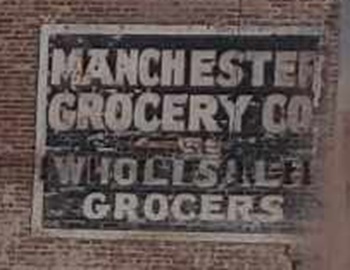 MANCHESTER
GROCERY CO
WHOLESALE
GROCERS